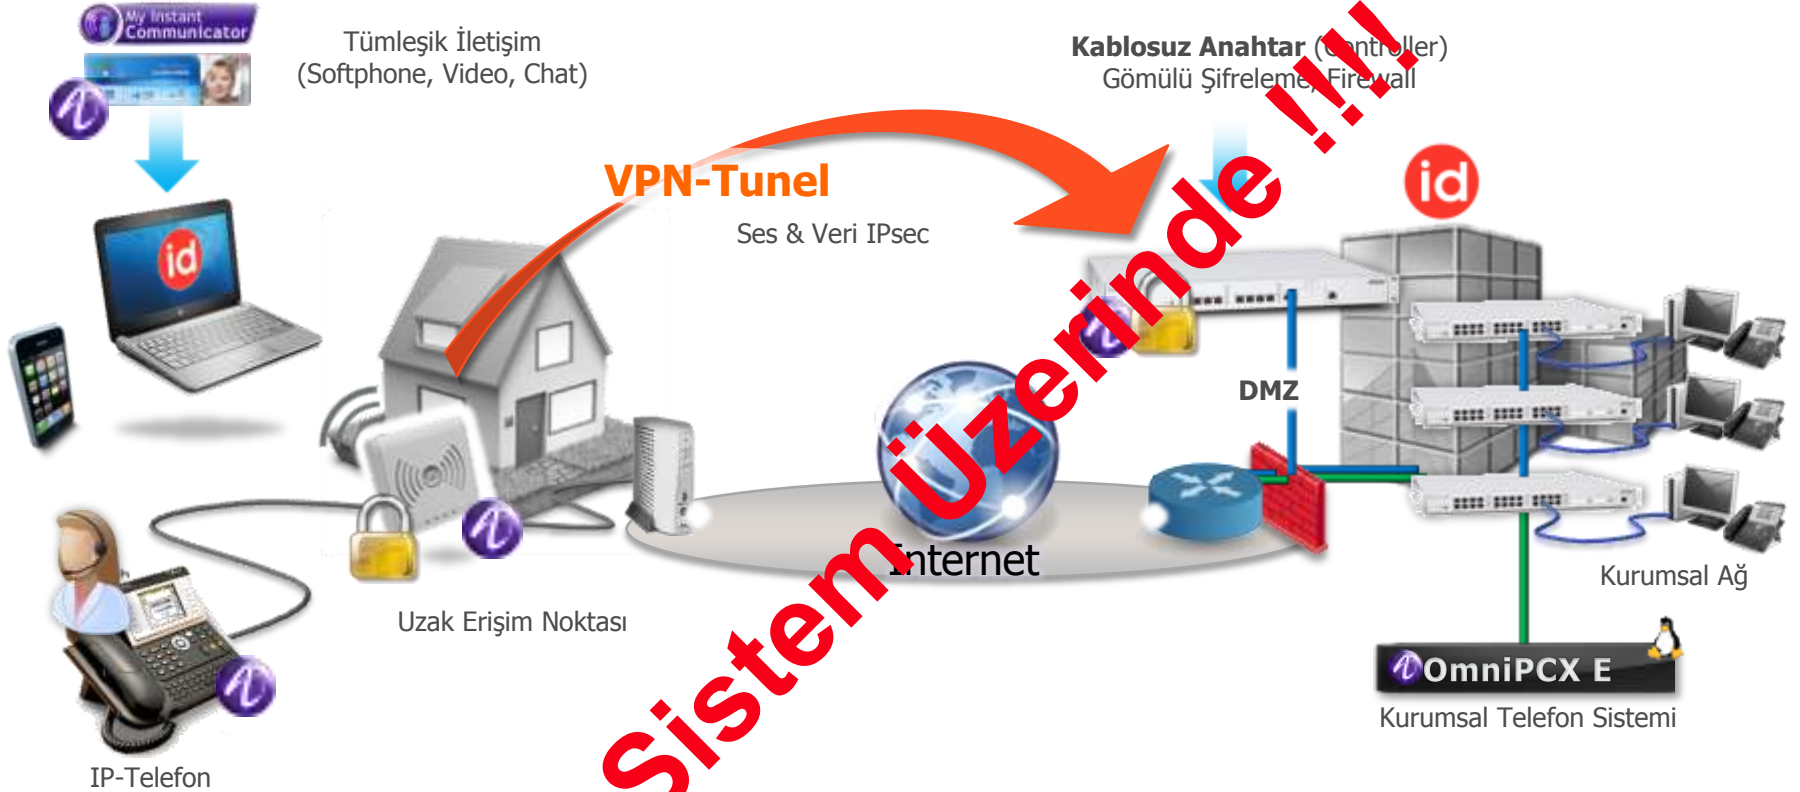 My Instant
Communicator
Tümleşik İletişim
(Softphone, Video, Chat)
Kablosuz Anahtar (Controller)
Gömülü Şifreleme, Firewall
VPN-Tunel
Ses & Veri IPsec
id
id
DMZ
Sistem Üzerinde !!!!
Internet
Kurumsal Ağ
Uzak Erişim Noktası
OmniPCX E
Kurumsal Telefon Sistemi
IP-Telefon